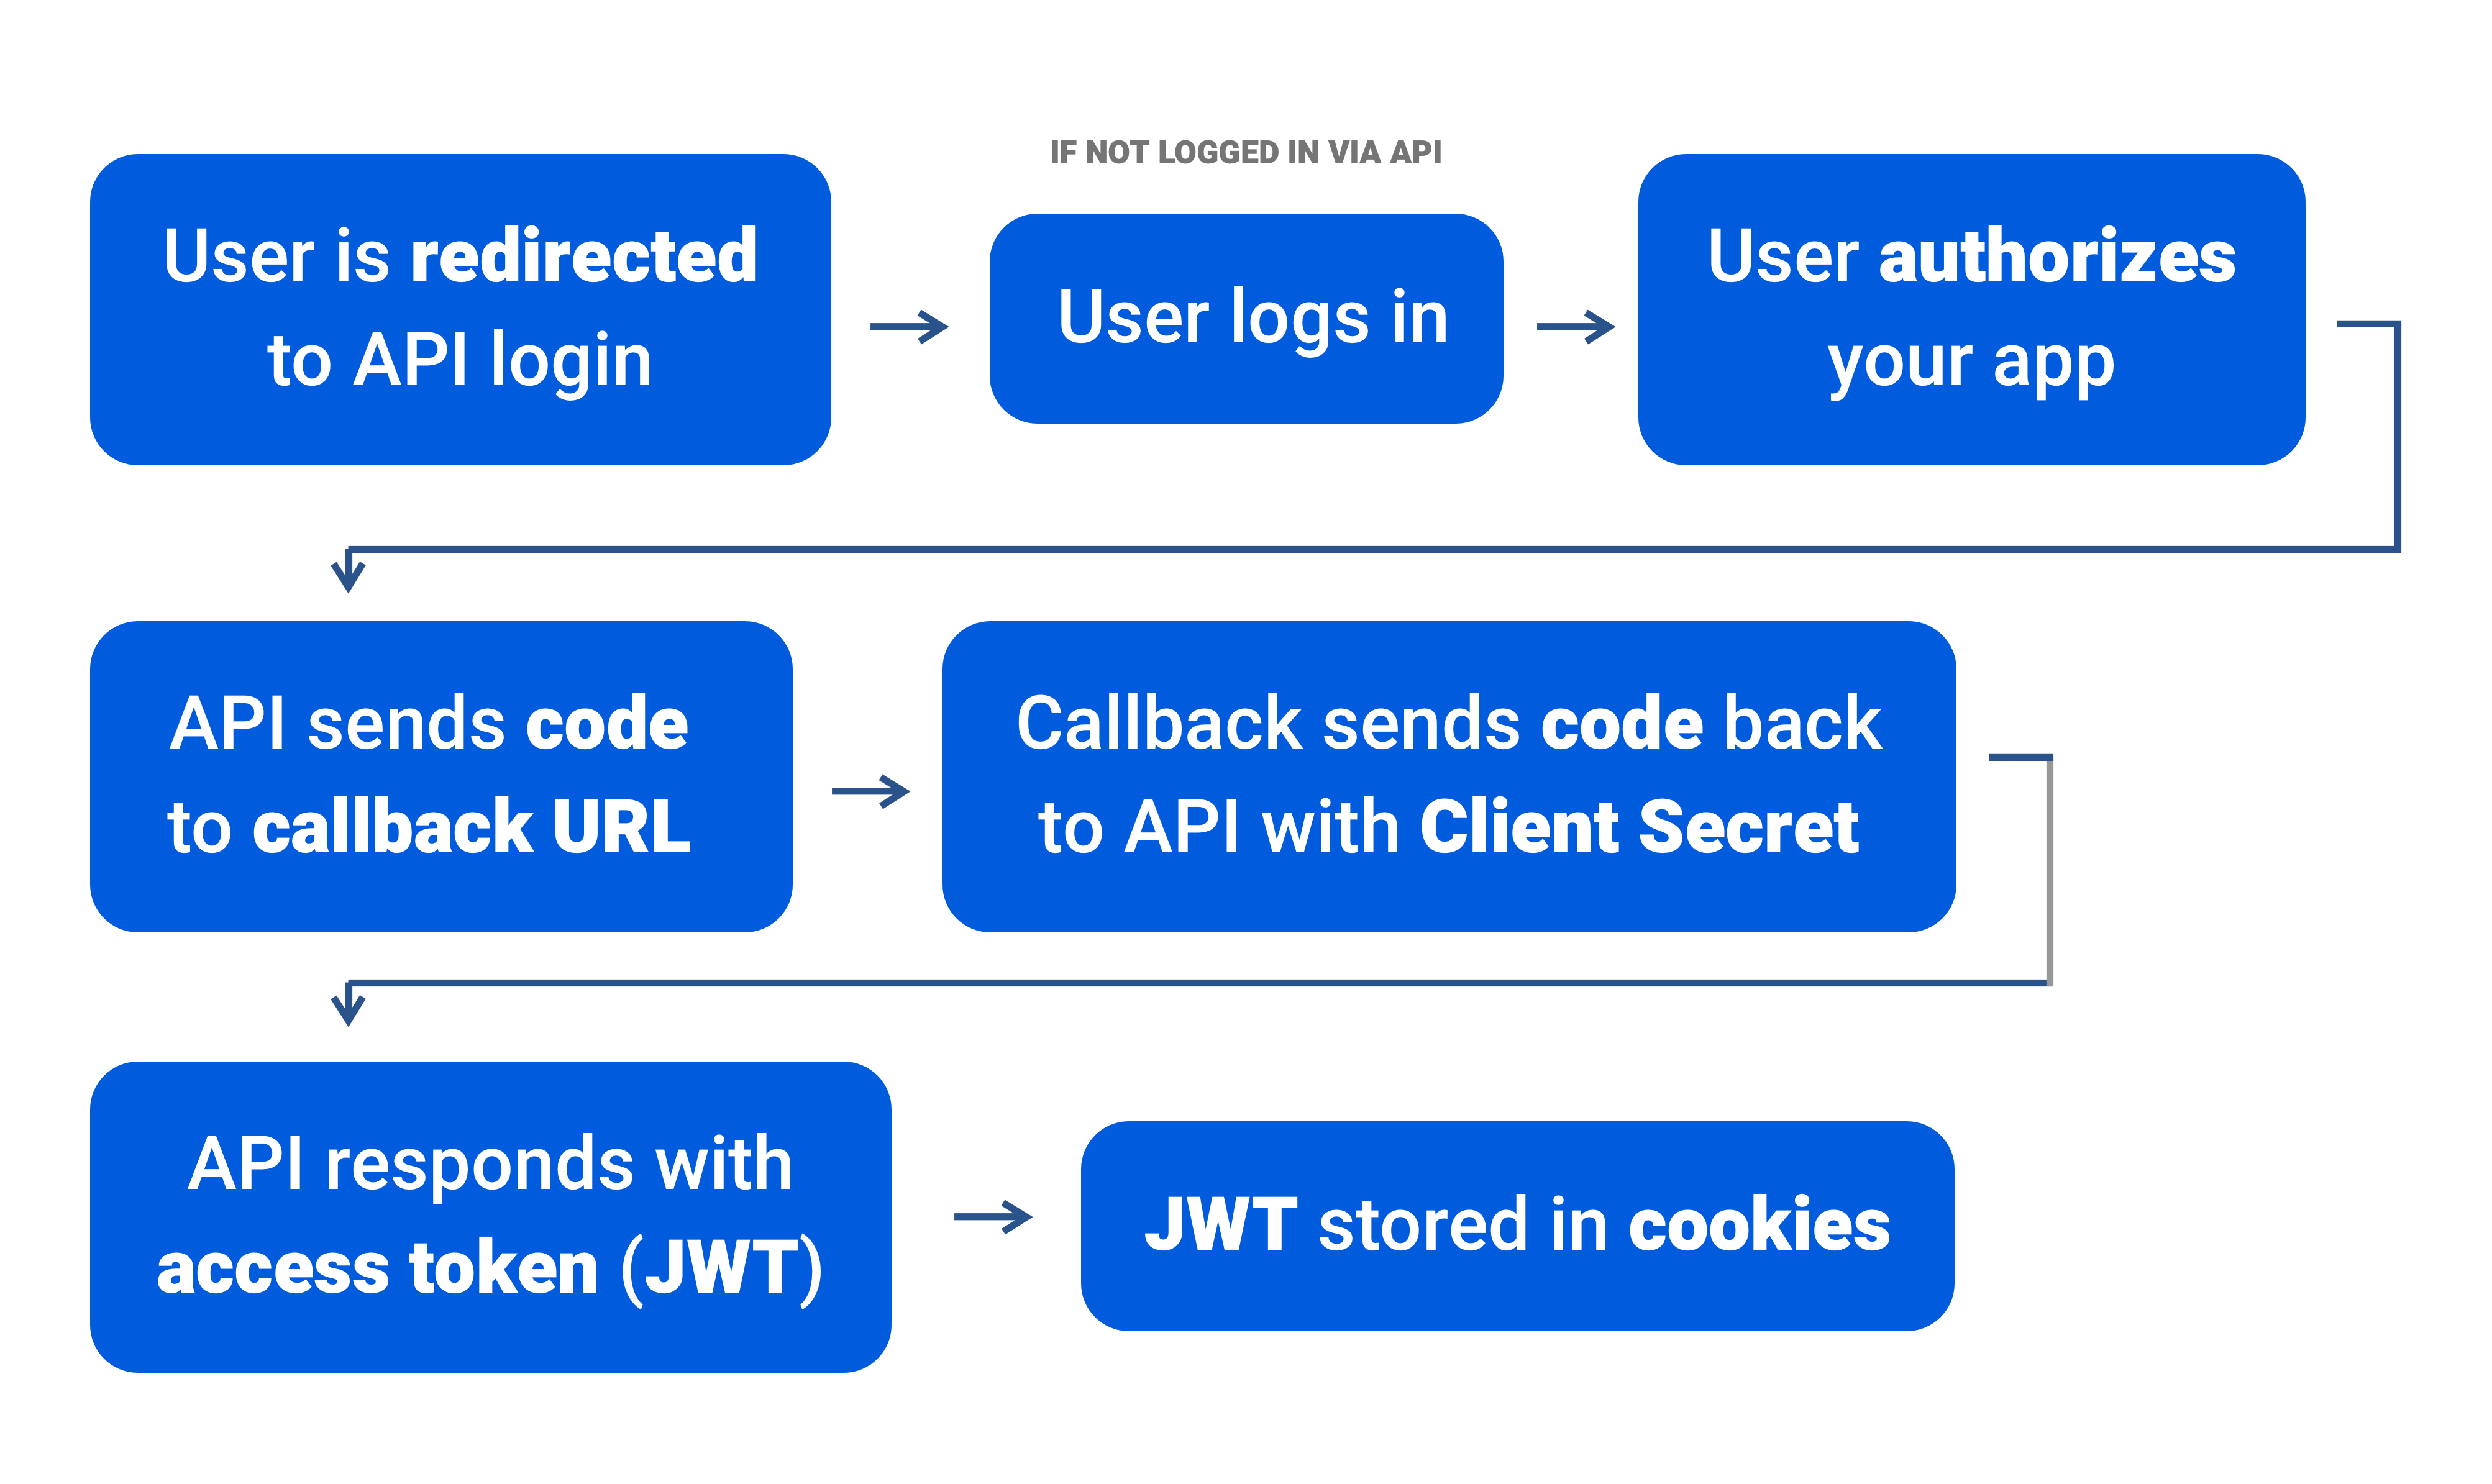 User is redirected
to API login
IF NOT LOGGED IN VIA API
User logs in
User authorizes
your app
API sends code
to callback URL
Callback sends code back
to API with Client Secret
API responds with
access token (JWT)
JWT stored in cookies